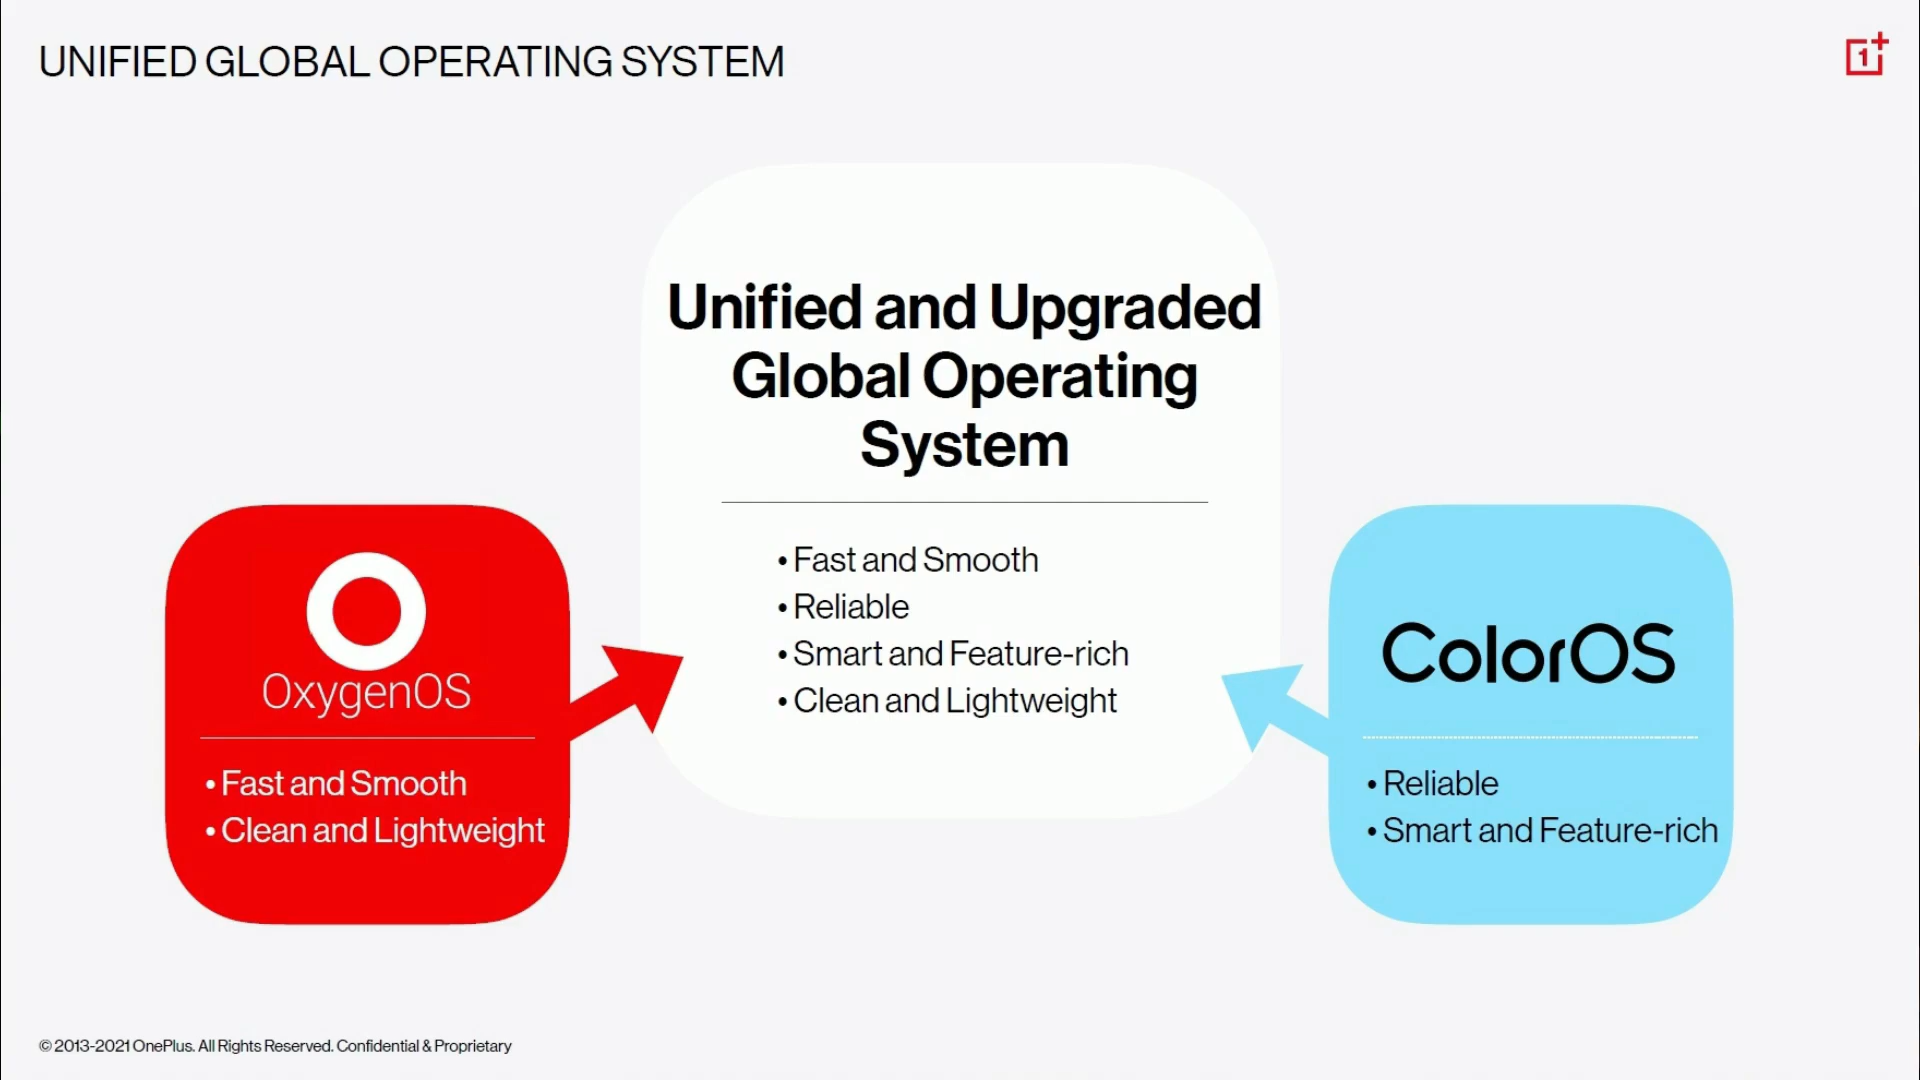 UNIFIED GLOBAL OPERATING SYSTEM
1+
Unified and Upgraded
Global Operating
System
• Fast and Smooth
• Reliable
• Smart and Feature-rich
• Clean and Lightweight
OxygenOS
• Fast and Smooth
• Clean and Lightweight
ColorOS
• Reliable
• Smart and Feature-rich
© 2013-2021 OnePlus. All Rights Reserved. Confidential & Proprietary